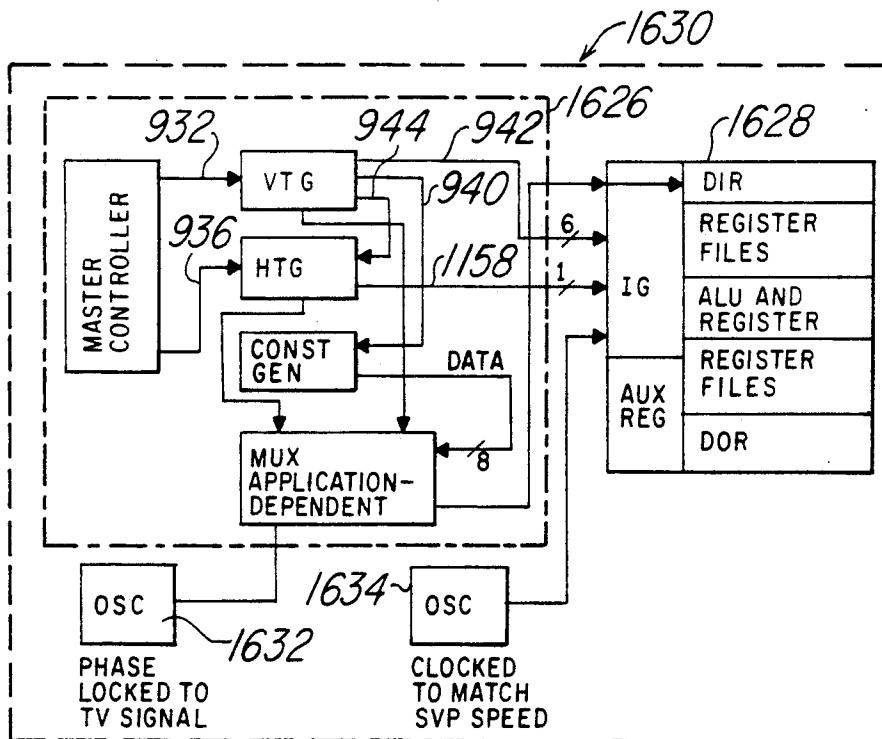 1630
1626
932
944
942
1628
MASTER
CONTROLLER
VTG
940
DIR
936
HTG
1158
6
1
IG
REGISTER
FILES
ALU AND
REGISTER
CONST
GEN
DATA
REGISTER
FILES
AUX
REG
DOR
MUX
APPLICATION-
DEPENDENT
8
OSC
1632
1634
OSC
PHASE
LOCKED TO
TV SIGNAL
CLOCKED
TO MATCH
SVP SPEED